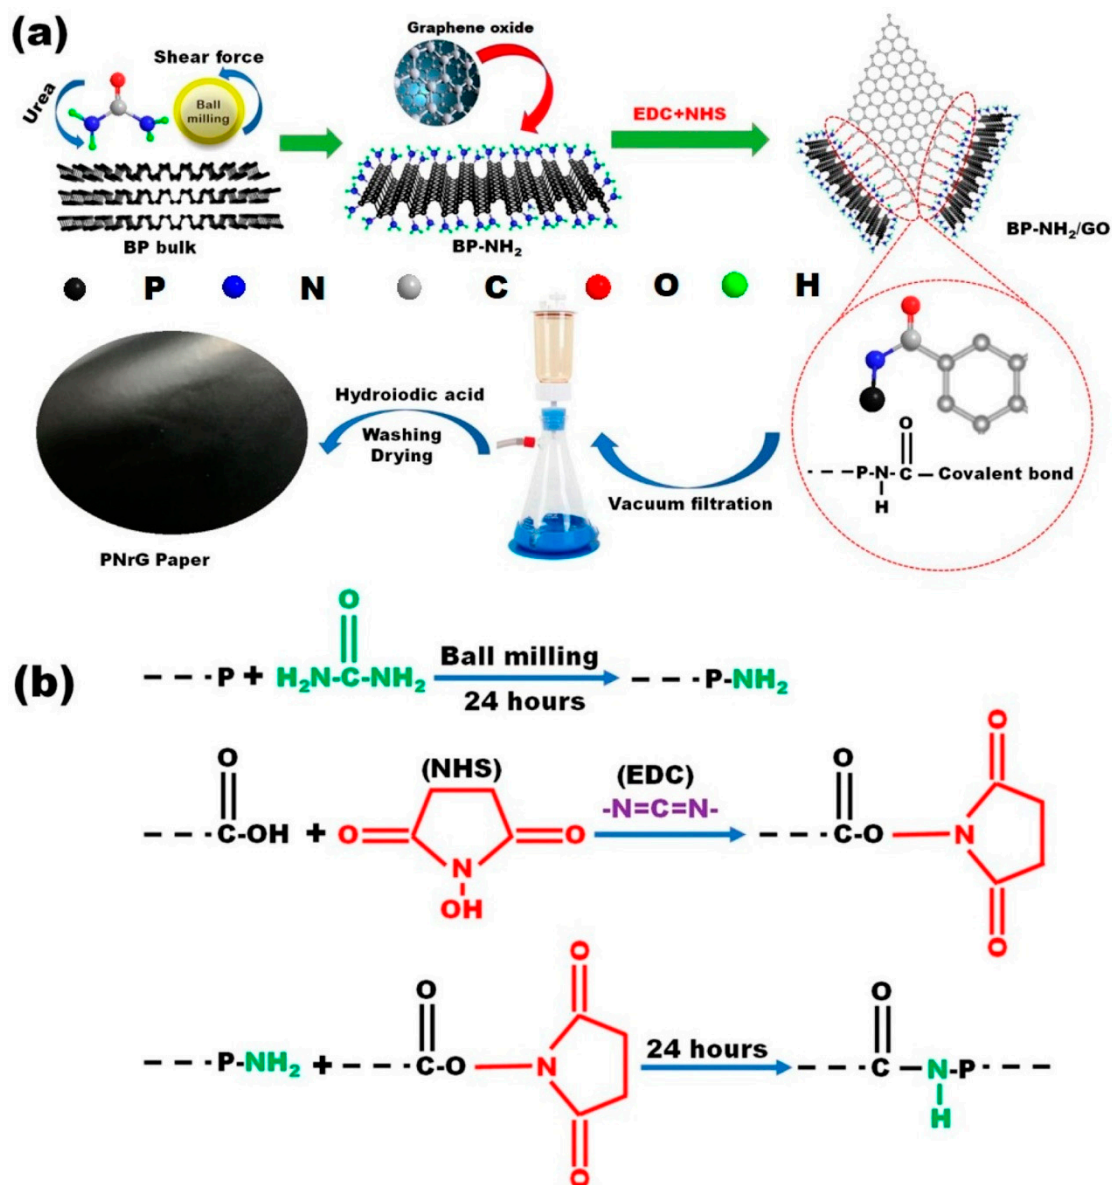 (a)
Urea
Shear force
Ball
milling
BP bulk
Graphene oxide
BP-NH₂
EDC+NHS
BP-NH₂/GO
P N C O H
PNrG Paper
Hydroiodic acid
Washing
Drying
Vacuum filtration
O
- - - P-N-C — Covalent bond
H
(b)
O
- - - P + H₂N-C-NH₂
Ball milling
24 hours
- - - P-NH₂
O
- - - C-OH +
(NHS)
O
O
N
OH
(EDC)
-N=C=N-
O
- - - C-O
O
N
O
- - - P-NH₂ +
O
- - - C-O
O
N
O
24 hours
O
- - - C — N-P - - -
H